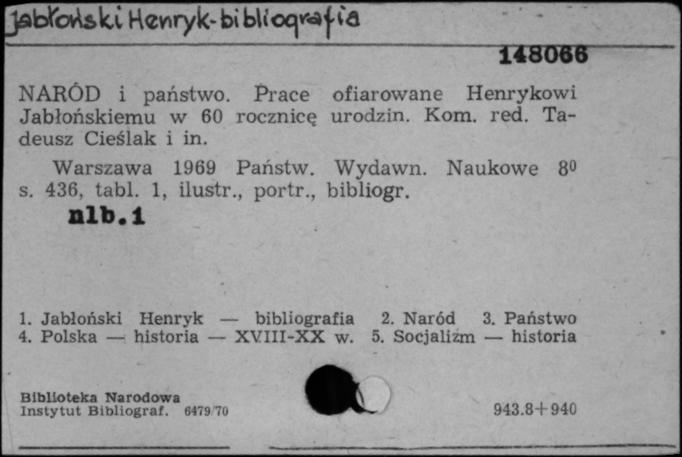 Jabłoński Henryk-bibliografia
148066
NARÓD i państwo. Prace ofiarowane Henrykowi
Jabłońskiemu w 60 rocznicę urodzin. Kom. red. Ta-
deusz Cieślak i in.
Warszawa 1969 Państw. Wydawn. Naukowe 8⁰
s. 436, tabl. 1, ilustr., portr., bibliogr.
nlb.1
1. Jabłoński Henryk — bibliografia 2. Naród 3. Państwo
4. Polska — historia — XVIII-XX w. 5. Socjalizm — historia
Biblioteka Narodowa
Instytut Bibliograf. 6479/70
943.8+940